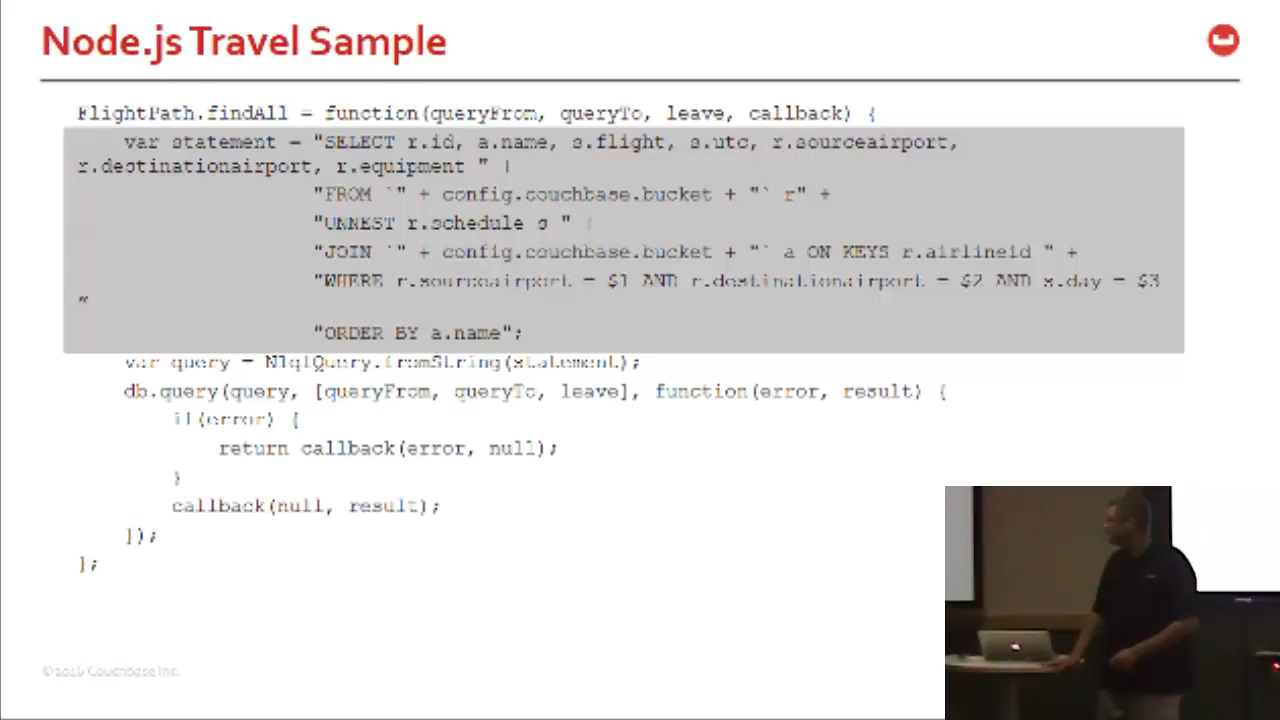 Node.js Travel Sample
FlightPath.findAll = function(queryFrom, queryTo, leave, callback) {
var statement = "SELECT r.id, a.name, s.flight, s.utc, r.sourceairport,
r.destinationairport, r.equipment " +
"FROM `" + config.couchbase.bucket + "` r" +
"UNNEST r.schedule s " +
"JOIN `" + config.couchbase.bucket + "` a ON KEYS r.airlineid " +
"WHERE r.sourceairport = $1 AND r.destinationairport = $2 AND s.day = $3
"
"ORDER BY a.name";
var query = N1qlQuery.fromString(statement);
db.query(query, [queryFrom, queryTo, leave], function(error, result) {
if(error) {
return callback(error, null);
}
callback(null, result);
});
};
©2016 Couchbase Inc.